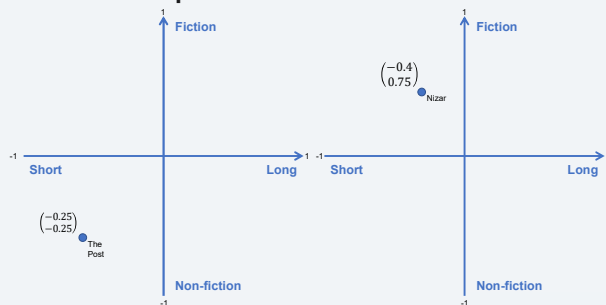 1
Fiction
-1
1
Short
Long
(−0.25
−0.25)
The
Post
Non-fiction
-1
1
Fiction
(−0.4
0.75)
Nizar
-1
Short
Long
Non-fiction
-1